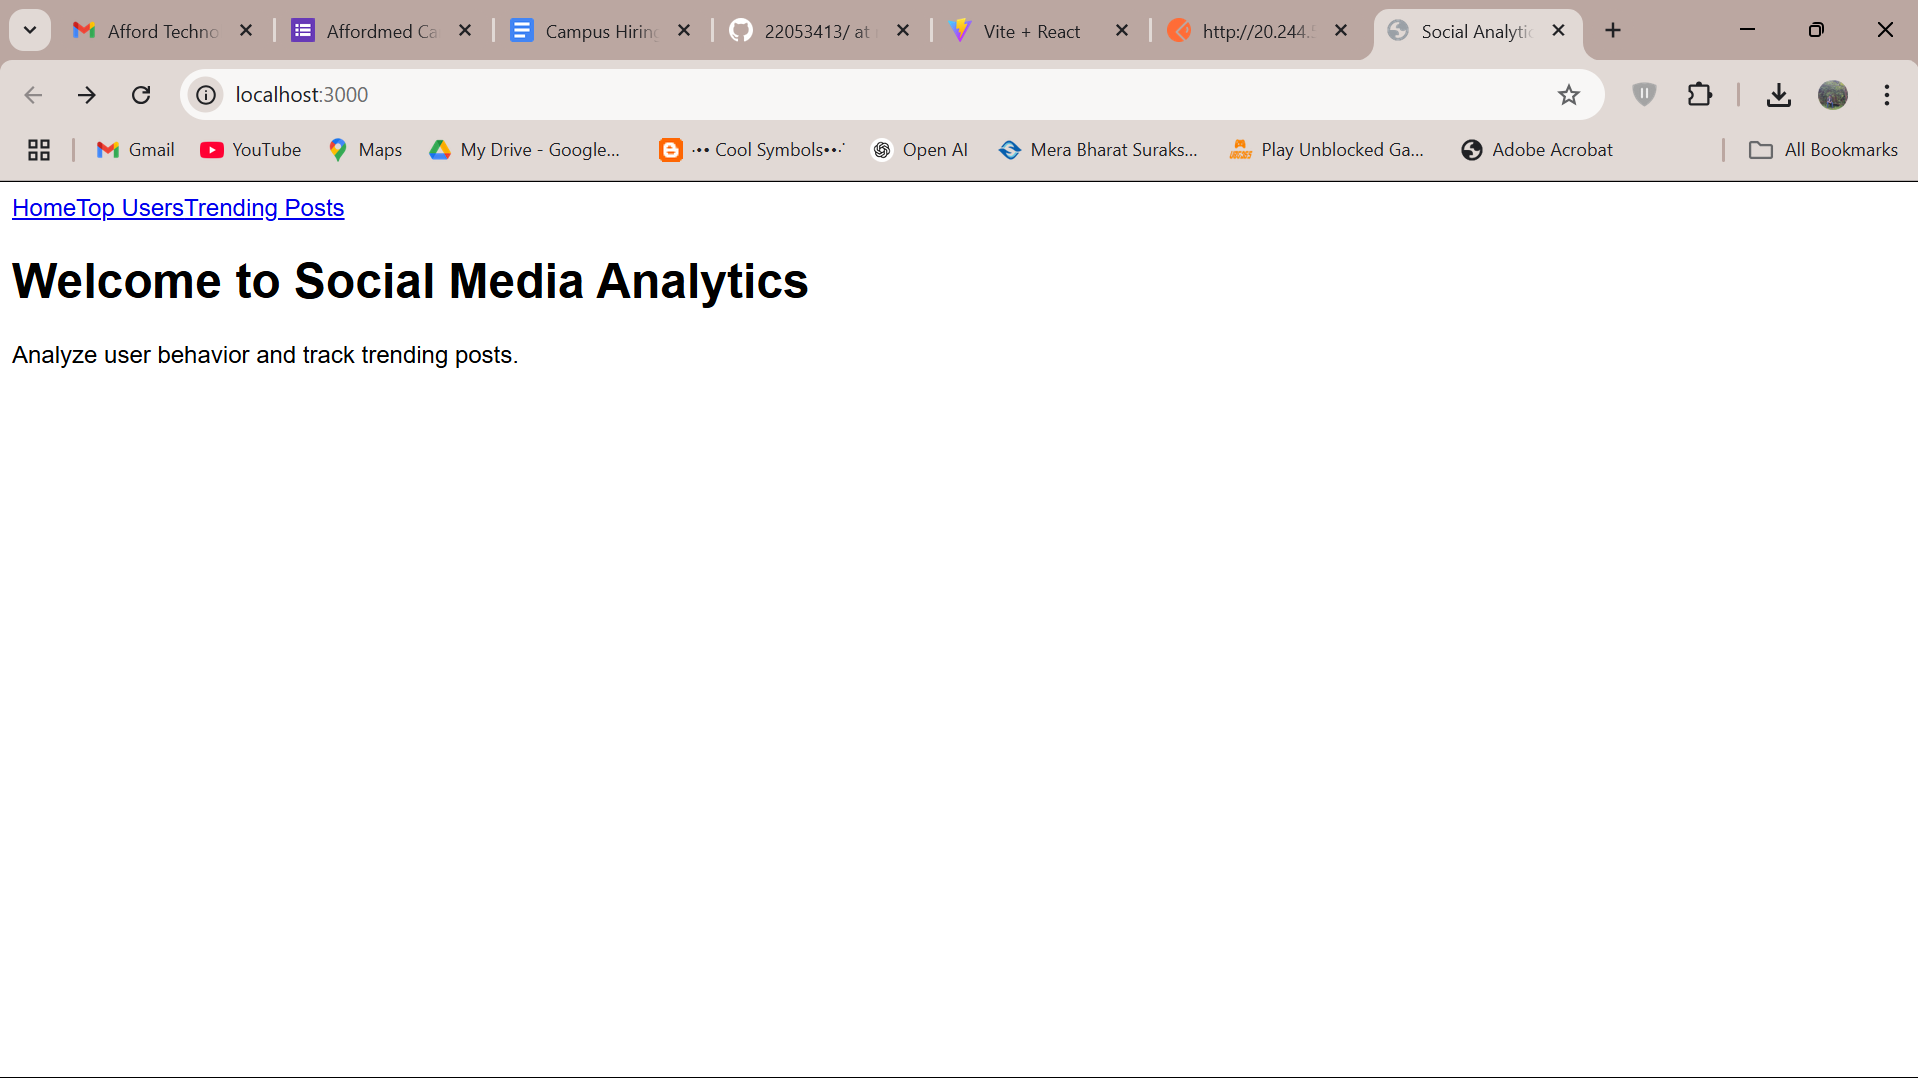 Afford Techno
Affordmed Ca
Campus Hiring
22053413/ at
Vite + React
http://20.244.5
Social Analytic
localhost:3000
Gmail
YouTube
Maps
My Drive - Google...
Cool Symbols
Open AI
Mera Bharat Suraks...
Play Unblocked Ga...
Adobe Acrobat
All Bookmarks
HomeTop UsersTrending Posts
Welcome to Social Media Analytics
Analyze user behavior and track trending posts.